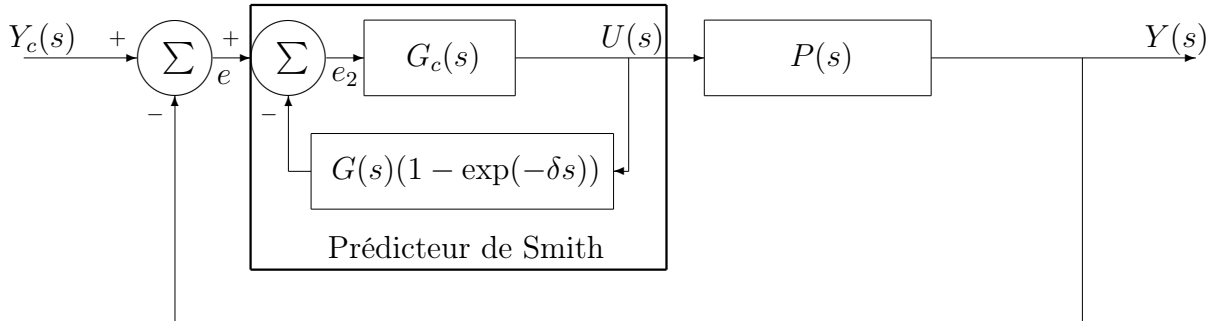 Y_c(s) + Σ + Σ G_c(s) U(s) P(s) Y(s)
e e_2
− −
G(s)(1 − exp(−δs))
Prédicteur de Smith